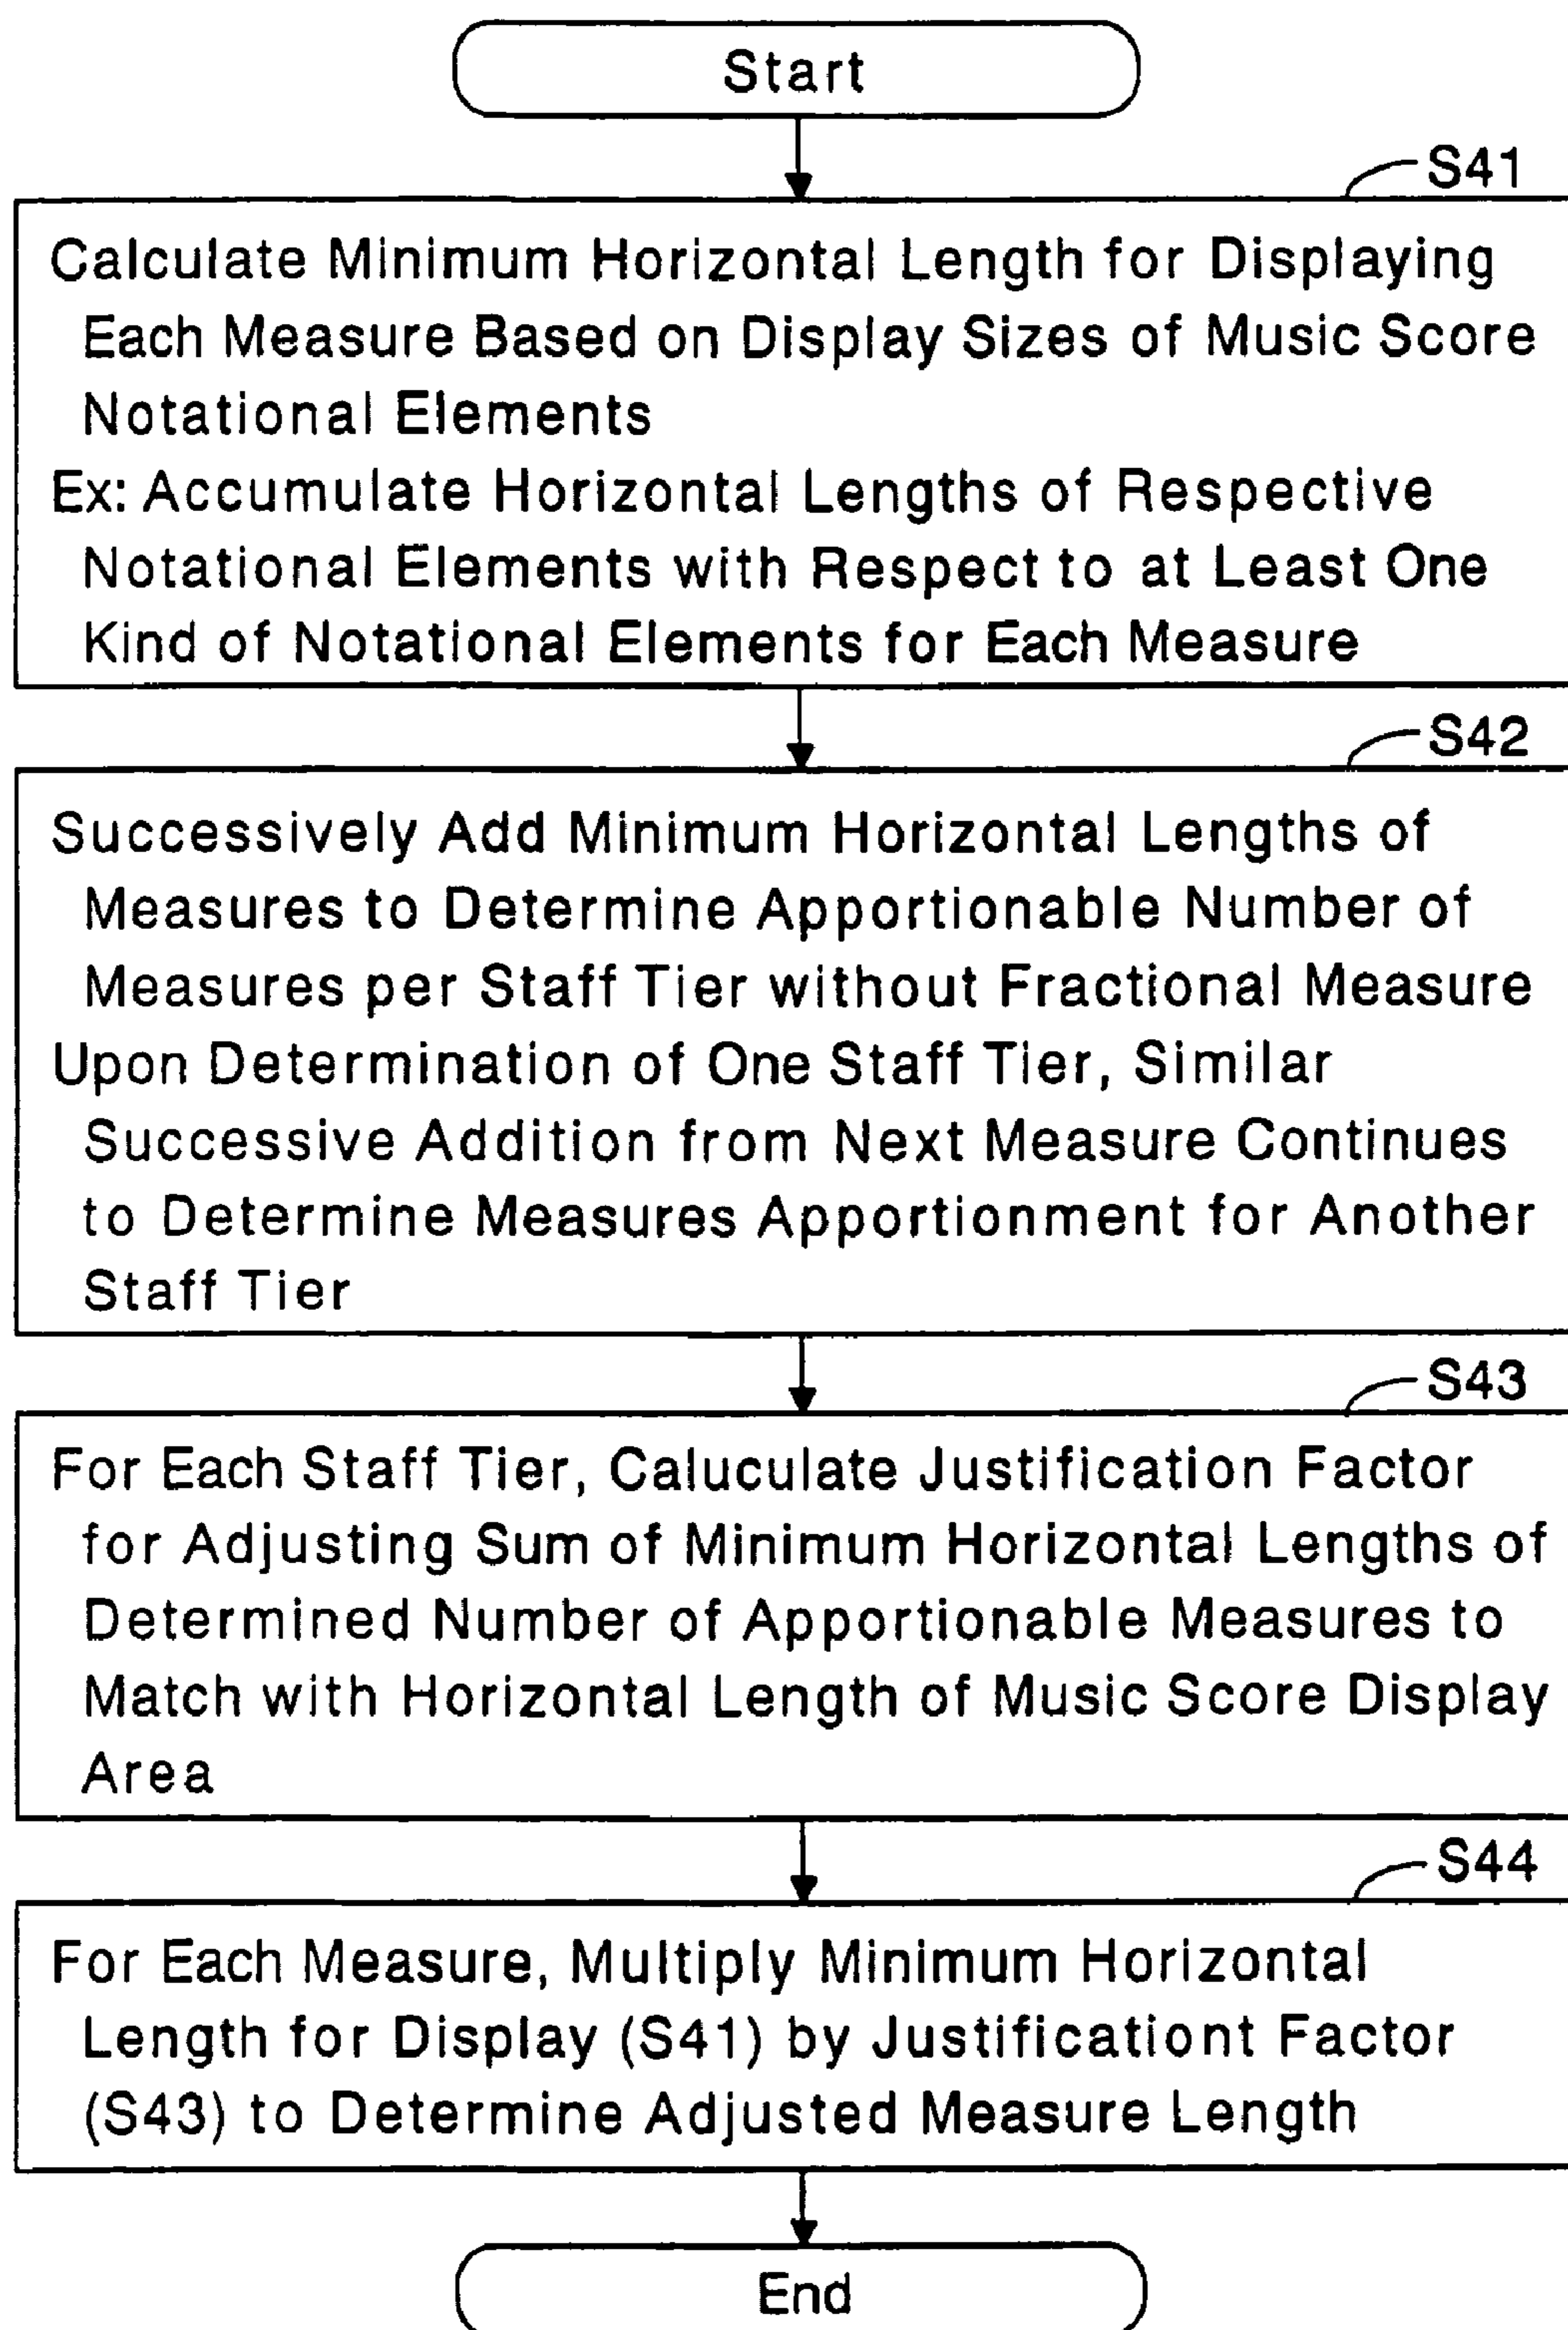 Start
S41
Calculate Minimum Horizontal Length for Displaying
Each Measure Based on Display Sizes of Music Score
Notational Elements
Ex: Accumulate Horizontal Lengths of Respective
Notational Elements with Respect to at Least One
Kind of Notational Elements for Each Measure
S42
Successively Add Minimum Horizontal Lengths of
Measures to Determine Apportionable Number of
Measures per Staff Tier without Fractional Measure
Upon Determination of One Staff Tier, Similar
Successive Addition from Next Measure Continues
to Determine Measures Apportionment for Another
Staff Tier
S43
For Each Staff Tier, Caluculate Justification Factor
for Adjusting Sum of Minimum Horizontal Lengths of
Determined Number of Apportionable Measures to
Match with Horizontal Length of Music Score Display
Area
S44
For Each Measure, Multiply Minimum Horizontal
Length for Display (S41) by Justificationt Factor
(S43) to Determine Adjusted Measure Length
End